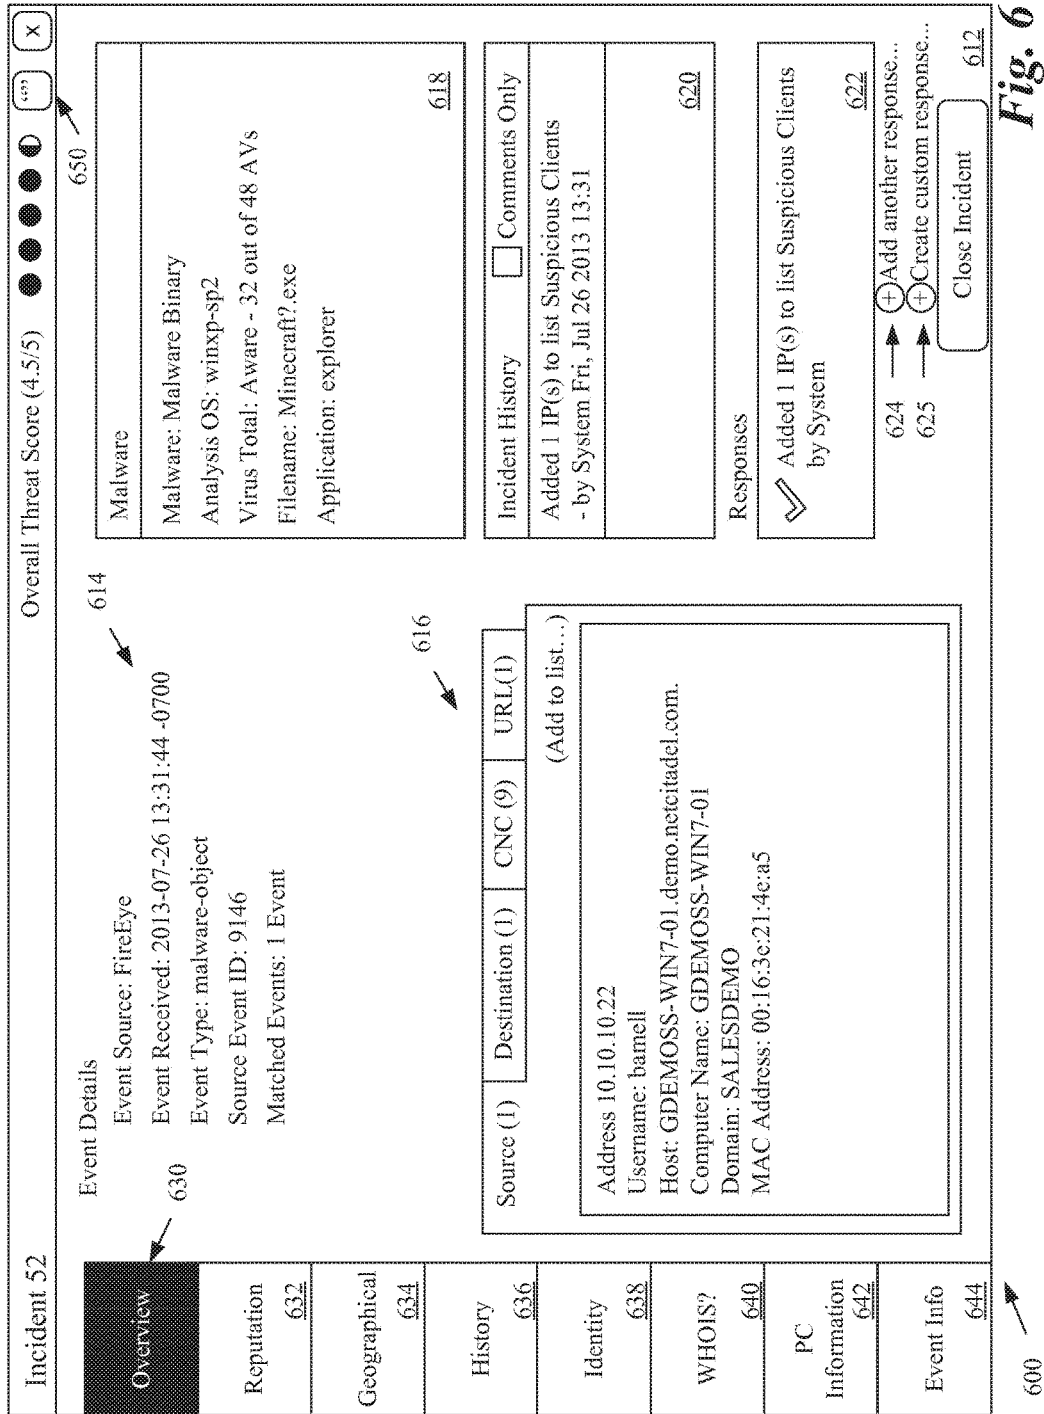 Incident 52
Overall Threat Score (4.5/5)
“”
x
650
Overview
630
Reputation
632
Geographical
634
History
636
Identity
638
WHOIS?
640
PC
Information
642
Event Info
644
Event Details
Event Source: FireEye
Event Received: 2013-07-26 13:31:44 -0700
Event Type: malware-object
Source Event ID: 9146
Matched Events: 1 Event
614
616
Source (1)
Destination (1)
CNC (9)
URL(1)
(Add to list...)
Address 10.10.10.22
Username: bamell
Host: GDEMOSS-WIN7-01.demo.netcitadel.com.
Computer Name: GDEMOSS-WIN7-01
Domain: SALESDEMO
MAC Address: 00:16:3e:21:4e:a5
Malware
Malware: Malware Binary
Analysis OS: winxp-sp2
Virus Total: Aware - 32 out of 48 AVs
Filename: Minecraft?.exe
Application: explorer
618
Incident History
Comments Only
Added 1 IP(s) to list Suspicious Clients
- by System Fri, Jul 26 2013 13:31
620
Responses
Added 1 IP(s) to list Suspicious Clients
by System
622
624
+ Add another response...
625
+ Create custom response...
Close Incident
612
600
Fig. 6